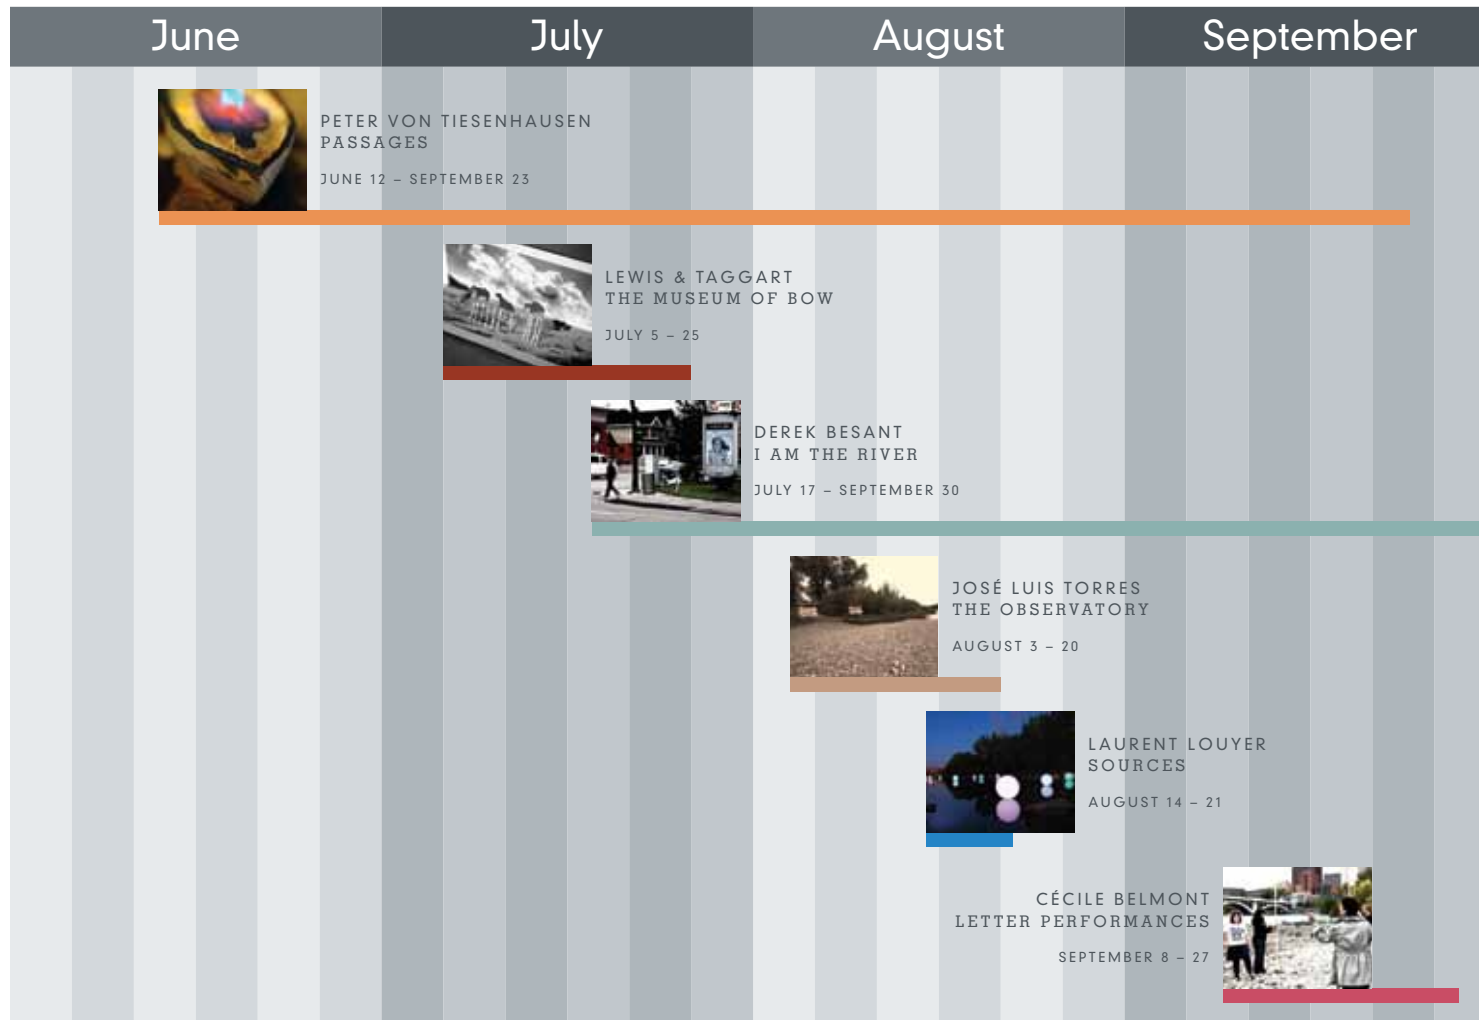 June
July
August
September
PETER VON TIESENHAUSEN
PASSAGES
JUNE 12 – SEPTEMBER 23
LEWIS & TAGGART
THE MUSEUM OF BOW
JULY 5 – 25
DEREK BESANT
I AM THE RIVER
JULY 17 – SEPTEMBER 30
JOSÉ LUIS TORRES
THE OBSERVATORY
AUGUST 3 – 20
LAURENT LOUYER
SOURCES
AUGUST 14 – 21
CÉCILE BELMONT
LETTER PERFORMANCES
SEPTEMBER 8 – 27